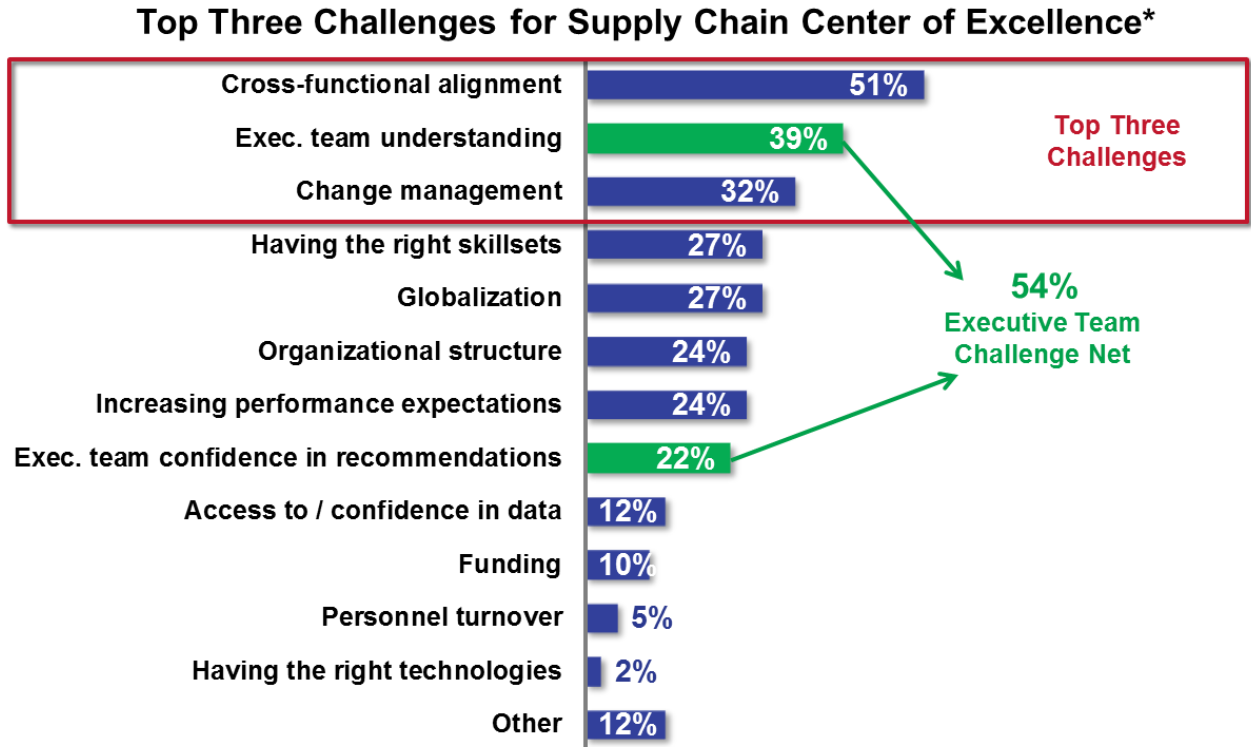 Top Three Challenges for Supply Chain Center of Excellence*
Cross-functional alignment 51%
Exec. team understanding 39%
Change management 32%
Top Three
Challenges
Having the right skillsets 27%
Globalization 27%
Organizational structure 24%
Increasing performance expectations 24%
Exec. team confidence in recommendations 22%
54%
Executive Team
Challenge Net
Access to / confidence in data 12%
Funding 10%
Personnel turnover 5%
Having the right technologies 2%
Other 12%